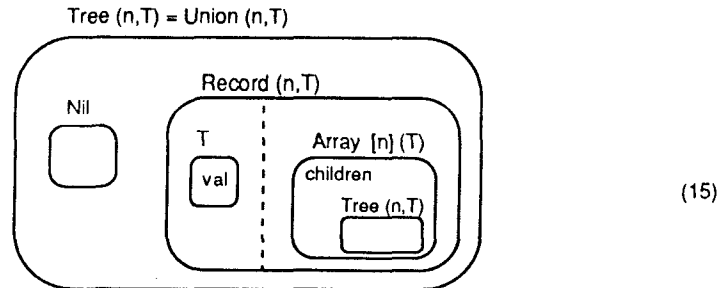 Tree (n,T) = Union (n,T)
Record (n,T)
Nil
T
Array [n] (T)
val
children
Tree (n,T)
(15)